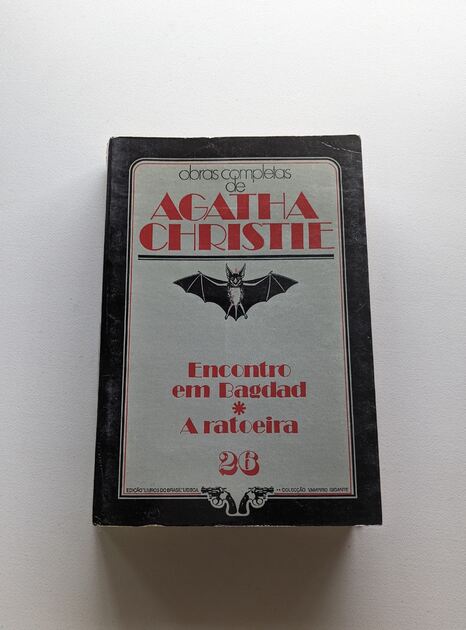 obras completas
de
AGATHA
CHRISTIE
Encontro
em Bagdad
*
A ratoeira
26
EDIÇÃO "LIVROS DO BRASIL" LISBOA
** COLECÇÃO VAMPIRO GIGANTE